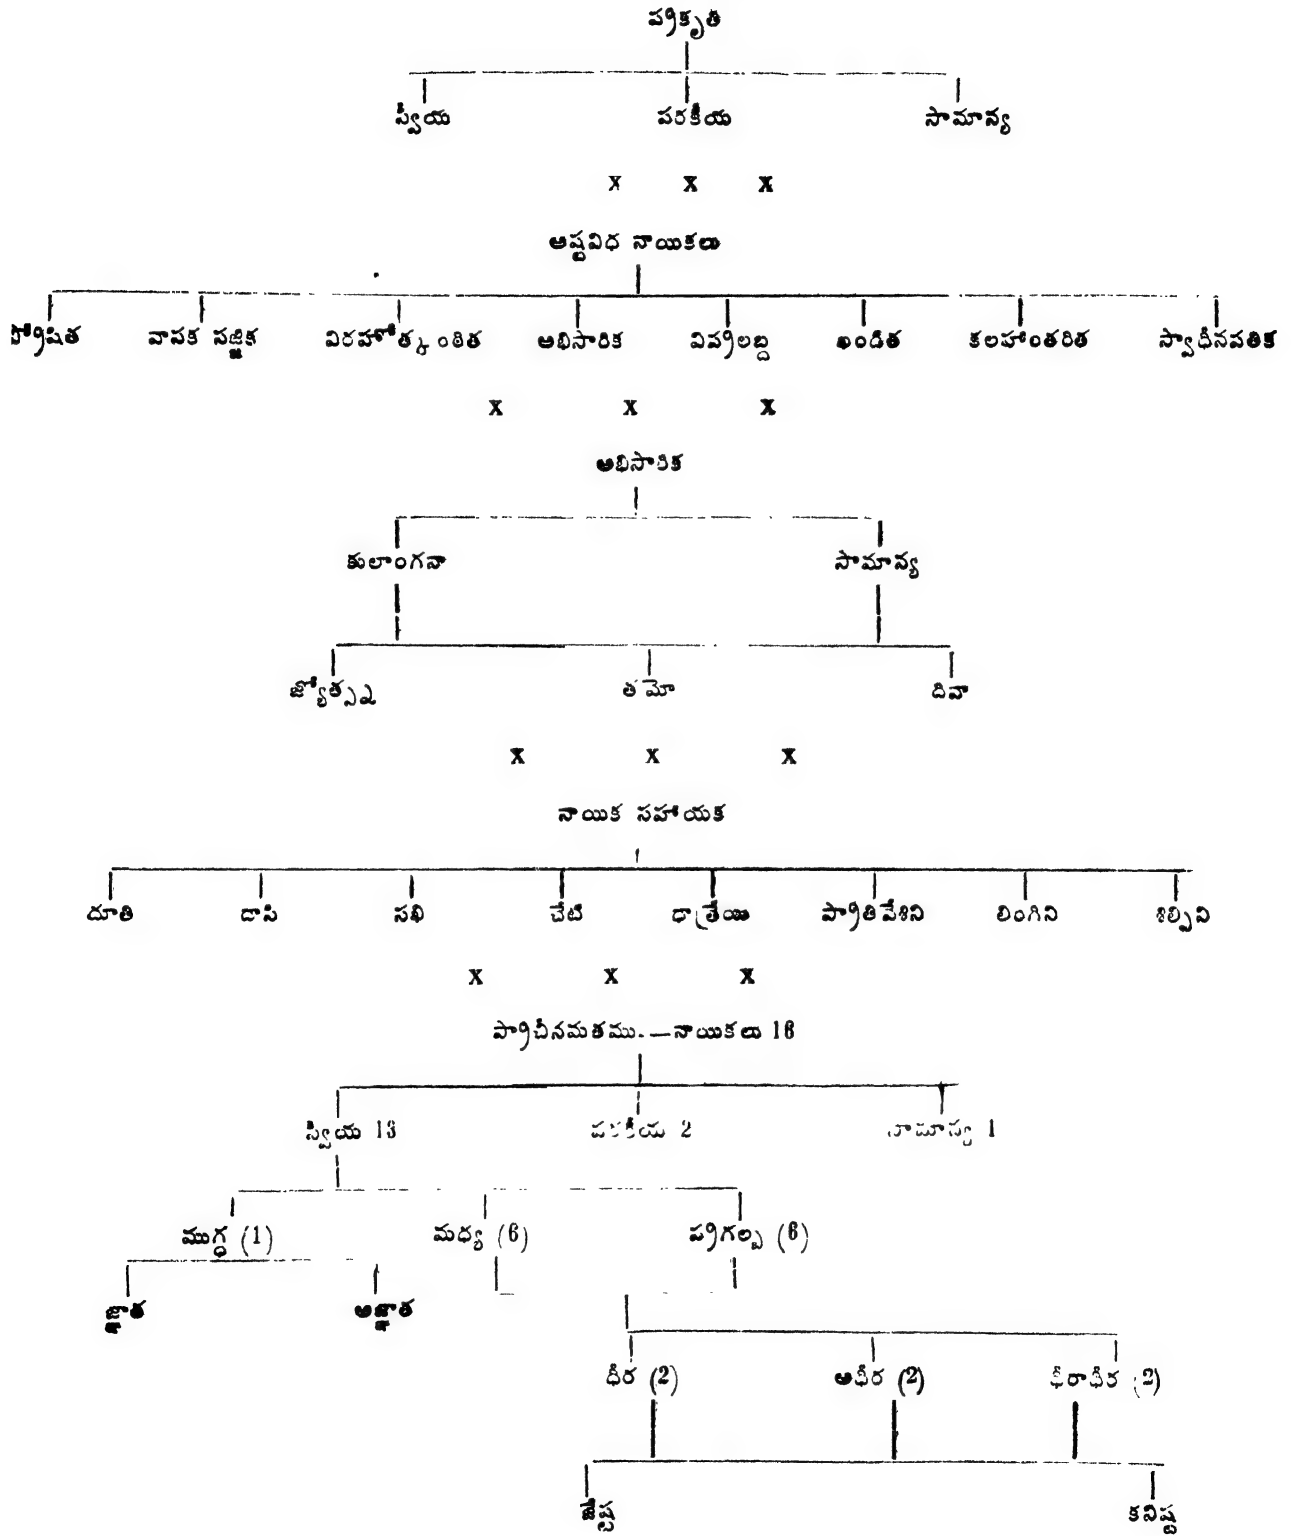 ప్రకృతి
స్వీయ పరకీయ సామాన్య
X X X
అష్టవిధ నాయికలు
ప్రోషిత వాసక సజ్జిక విరహోత్కంఠిత అభిసారిక విప్రలబ్ద ఖండిత కలహాంతరిత స్వాధీనపతిక
X X X
అభిసారిక
కులాంగనా సామాన్య
జ్యోత్స్న తమో దివా
X X X
నాయిక సహాయక
దూతి దాసి సఖి చేటి ధాత్రేయి ప్రాతివేశిని లింగిని శిల్పిని
X X X
ప్రాచీనమతము.—నాయికలు 16
స్వీయ 13 పరకీయ 2 సామాన్య 1
ముగ్ధ (1) మధ్య (6) ప్రగల్భ (6)
జ్ఞాత అజ్ఞాత
ధీర (2) అధీర (2) ధీరాధీర (2)
జేష్ట కనిష్ట